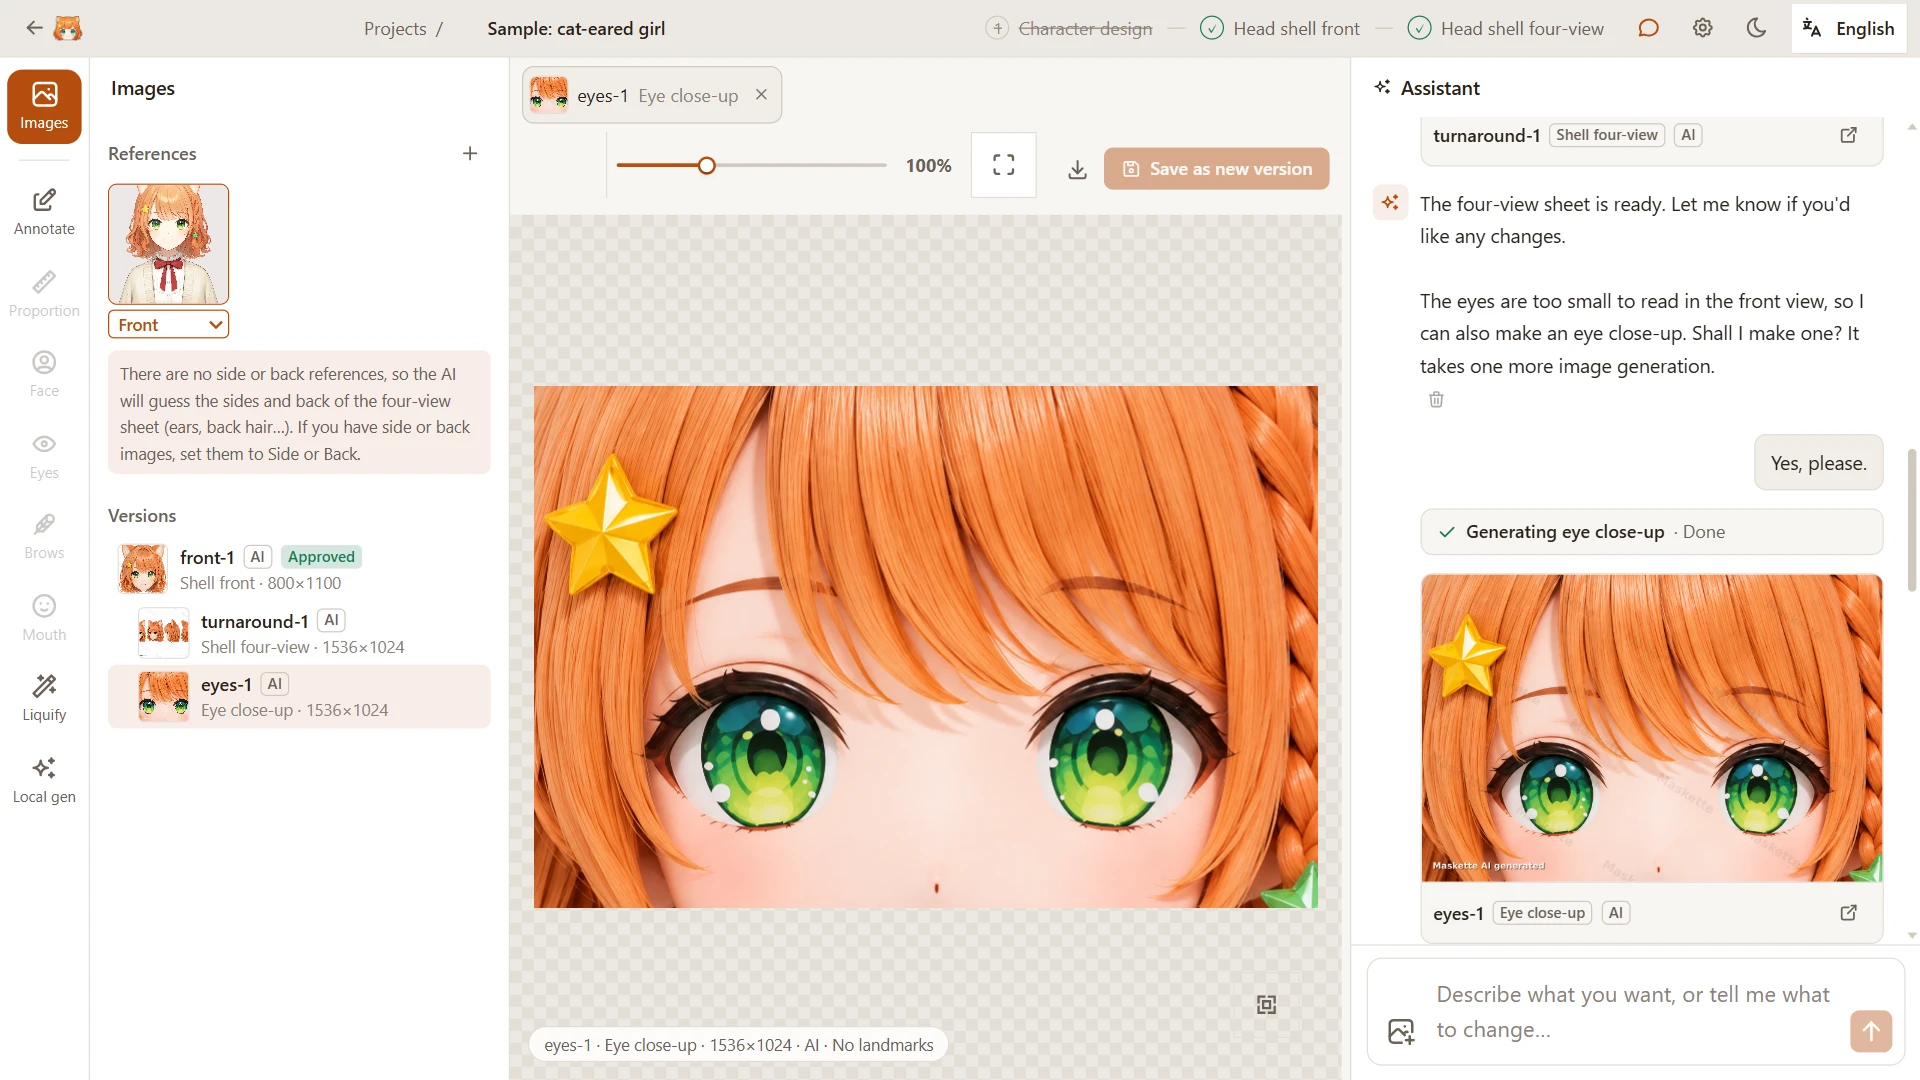 Projects /
Sample: cat-eared girl
Character design
Head shell front
Head shell four-view
English
Images
Annotate
Proportion
Face
Eyes
Brows
Mouth
Liquify
Local gen
Images
References
Front
There are no side or back references, so the AI
will guess the sides and back of the four-view
sheet (ears, back hair...). If you have side or back
images, set them to Side or Back.
Versions
front-1 AI Approved
Shell front · 800×1100
turnaround-1 AI
Shell four-view · 1536×1024
eyes-1 AI
Eye close-up · 1536×1024
eyes-1 Eye close-up
100%
Save as new version
eyes-1 · Eye close-up · 1536×1024 · AI · No landmarks
Assistant
turnaround-1 Shell four-view AI
The four-view sheet is ready. Let me know if you'd
like any changes.
The eyes are too small to read in the front view, so I
can also make an eye close-up. Shall I make one? It
takes one more image generation.
Yes, please.
Generating eye close-up · Done
Maskette
Maskette AI generated
eyes-1 Eye close-up AI
Describe what you want, or tell me what
to change...